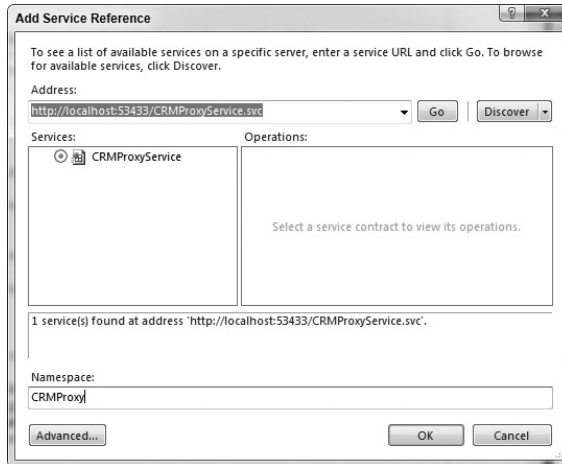 Add Service Reference
To see a list of available services on a specific server, enter a service URL and click Go. To browse
for available services, click Discover.
Address:
http://localhost:53433/CRMProxyService.svc
Go
Discover
Services:
Operations:
CRMProxyService
Select a service contract to view its operations.
1 service(s) found at address 'http://localhost:53433/CRMProxyService.svc'.
Namespace:
CRMProxy
Advanced...
OK
Cancel